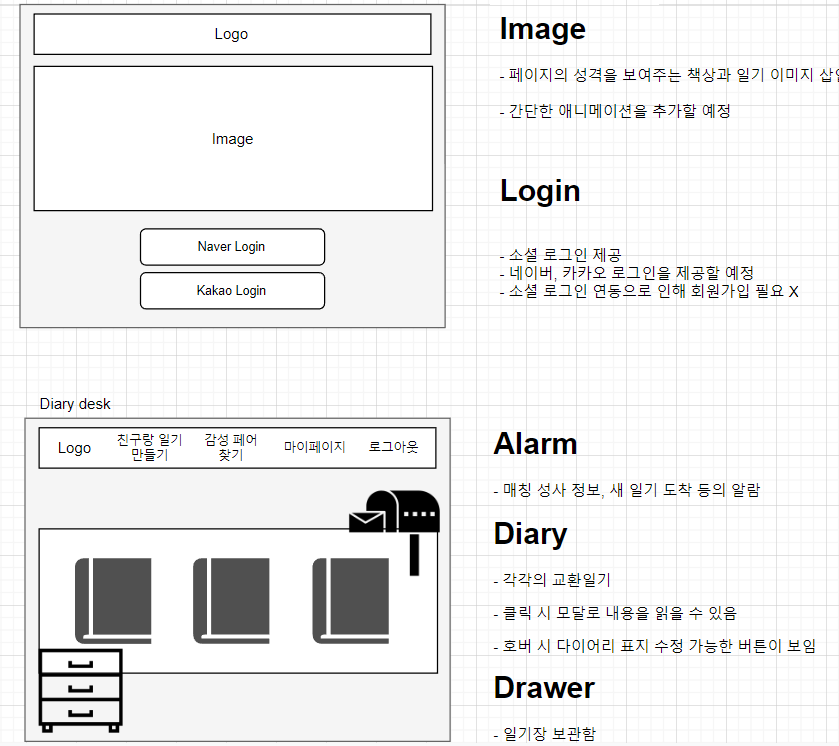 Logo
Image
Naver Login
Kakao Login
Image
- 페이지의 성격을 보여주는 책상과 일기 이미지
- 간단한 애니메이션을 추가할 예정
Login
- 소셜 로그인 제공
- 네이버, 카카오 로그인을 제공할 예정
- 소셜 로그인 연동으로 인해 회원가입 필요 X
Diary desk
Logo
친구랑 일기
만들기
감성 페어
찾기
마이페이지
로그아웃
Alarm
- 매칭 성사 정보, 새 일기 도착 등의 알람
Diary
- 각각의 교환일기
- 클릭 시 모달로 내용을 읽을 수 있음
- 호버 시 다이어리 표지 수정 가능한 버튼이 보임
Drawer
- 일기장 보관함